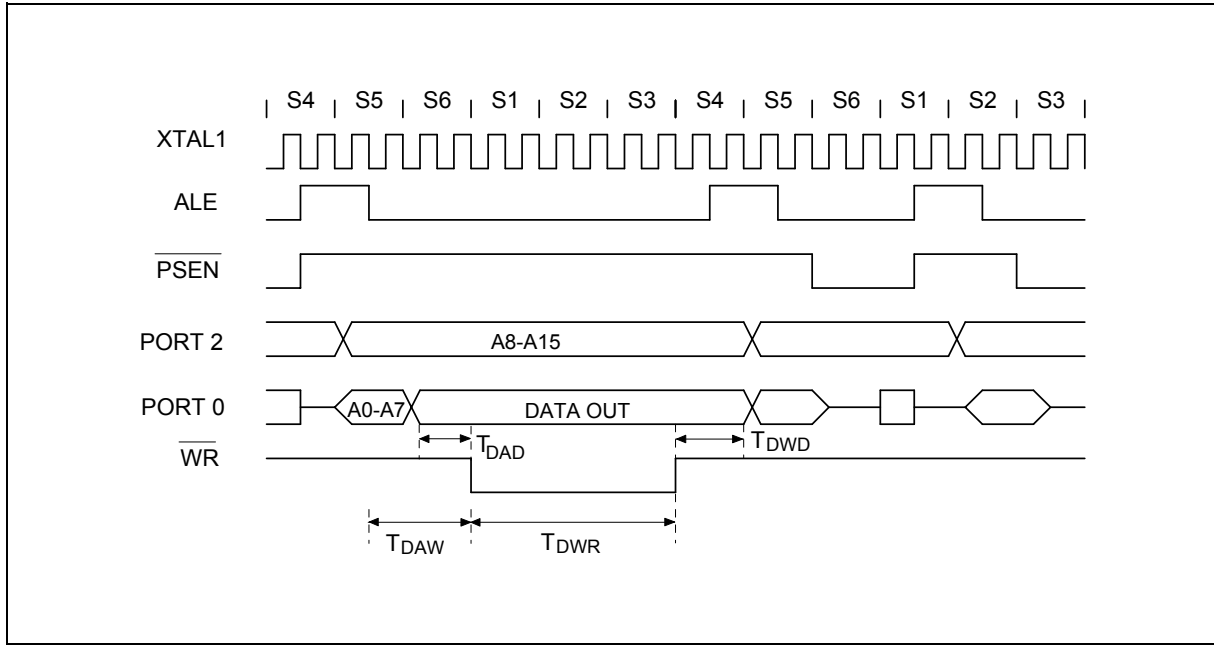 S4 S5 S6 S1 S2 S3 S4 S5 S6 S1 S2 S3
XTAL1
ALE
PSEN
PORT 2 A8-A15
PORT 0 A0-A7 DATA OUT
TDAD TDWD
WR
TDAW TDWR